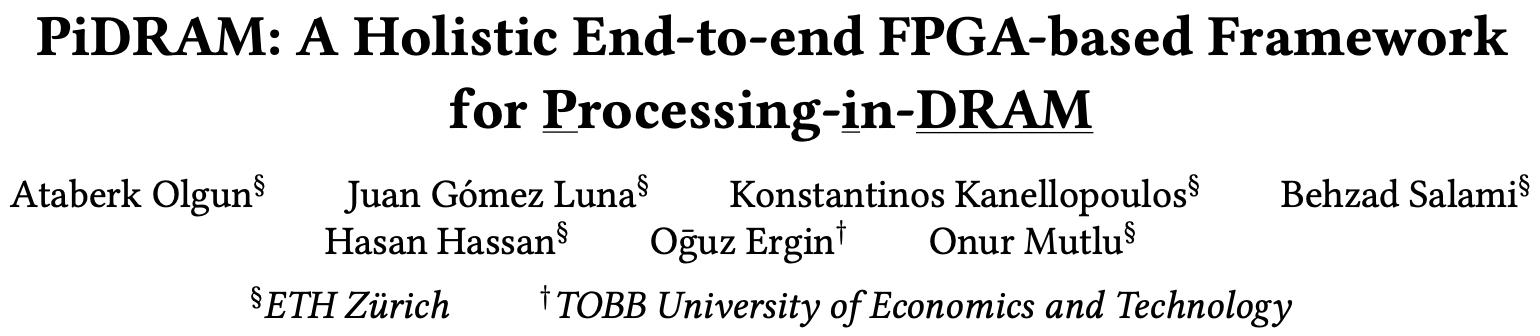 PiDRAM: A Holistic End-to-end FPGA-based Framework
for Processing-in-DRAM
Ataberk Olgun§ Juan Gómez Luna§ Konstantinos Kanellopoulos§ Behzad Salami§
Hasan Hassan§ Oḡuz Ergin† Onur Mutlu§
§ETH Zürich †TOBB University of Economics and Technology